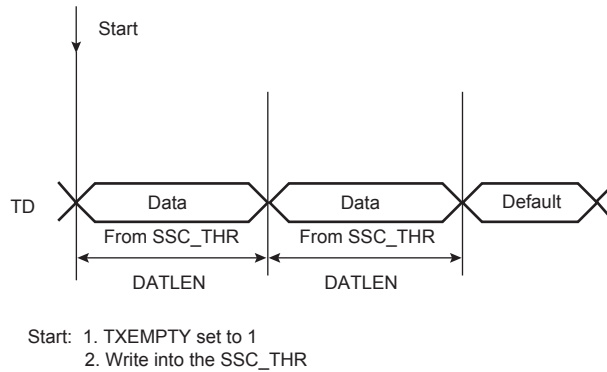 Start
TD
Data
Data
Default
From SSC_THR
From SSC_THR
DATLEN
DATLEN
Start: 1. TXEMPTY set to 1
2. Write into the SSC_THR